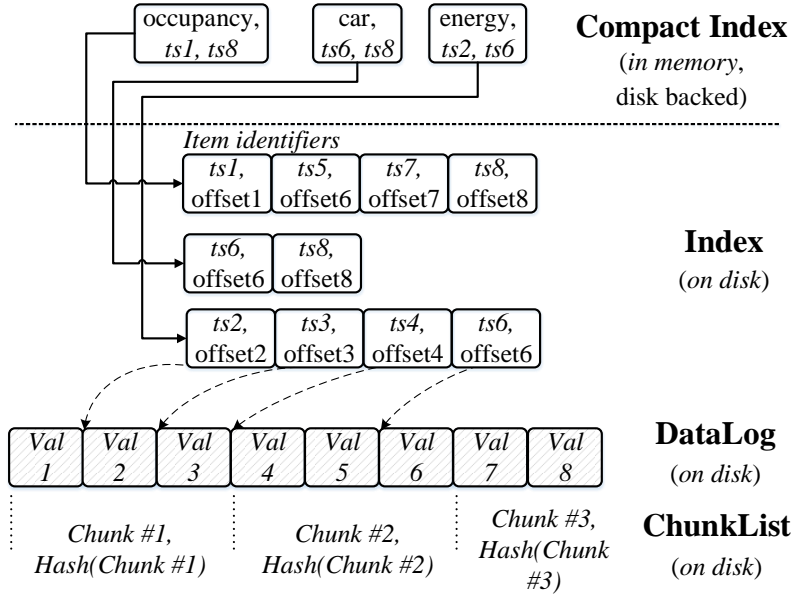 occupancy,
ts1, ts8
car,
ts6, ts8
energy,
ts2, ts6
Compact Index
(in memory,
disk backed)
Item identifiers
ts1,
offset1
ts5,
offset6
ts7,
offset7
ts8,
offset8
ts6,
offset6
ts8,
offset8
Index
(on disk)
ts2,
offset2
ts3,
offset3
ts4,
offset4
ts6,
offset6
Val
1
Val
2
Val
3
Val
4
Val
5
Val
6
Val
7
Val
8
DataLog
(on disk)
Chunk #1,
Hash(Chunk #1)
Chunk #2,
Hash(Chunk #2)
Chunk #3,
Hash(Chunk
#3)
ChunkList
(on disk)